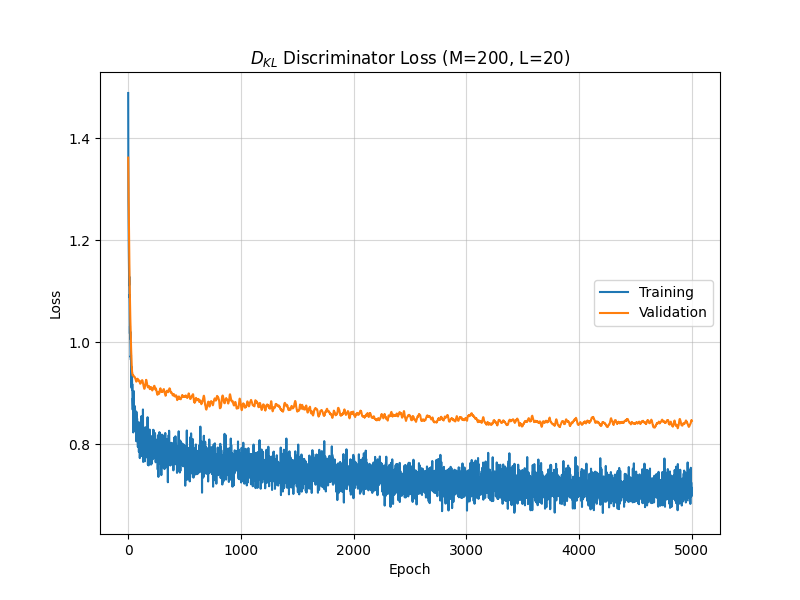 D_KL Discriminator Loss (M=200, L=20)
1.4
1.2
1.0
0.8
Loss
Training
Validation
0 1000 2000 3000 4000 5000
Epoch